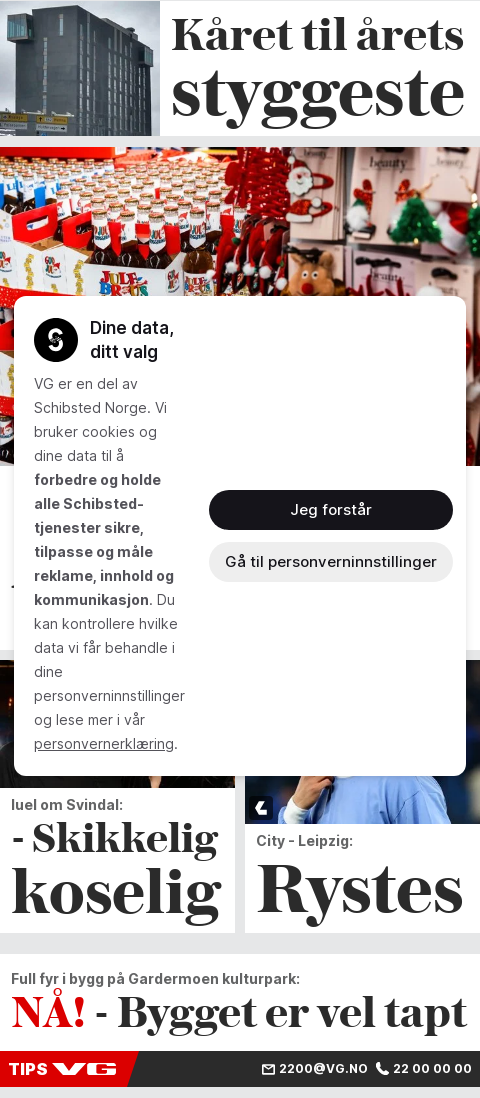 Kåret til årets
styggeste
JULE-
BRUS
beauty
Dine data,
ditt valg
VG er en del av
Schibsted Norge. Vi
bruker cookies og
dine data til å
forbedre og holde
alle Schibsted-
tjenester sikre,
tilpasse og måle
reklame, innhold og
kommunikasjon. Du
kan kontrollere hvilke
data vi får behandle i
dine
personverninnstillinger
og lese mer i vår
personvernerklæring.
Jeg forstår
Gå til personverninnstillinger
luel om Svindal:
- Skikkelig
koselig
City - Leipzig:
Rystes
Full fyr i bygg på Gardermoen kulturpark:
NÅ! - Bygget er vel tapt
TIPS VG
2200@VG.NO
22 00 00 00